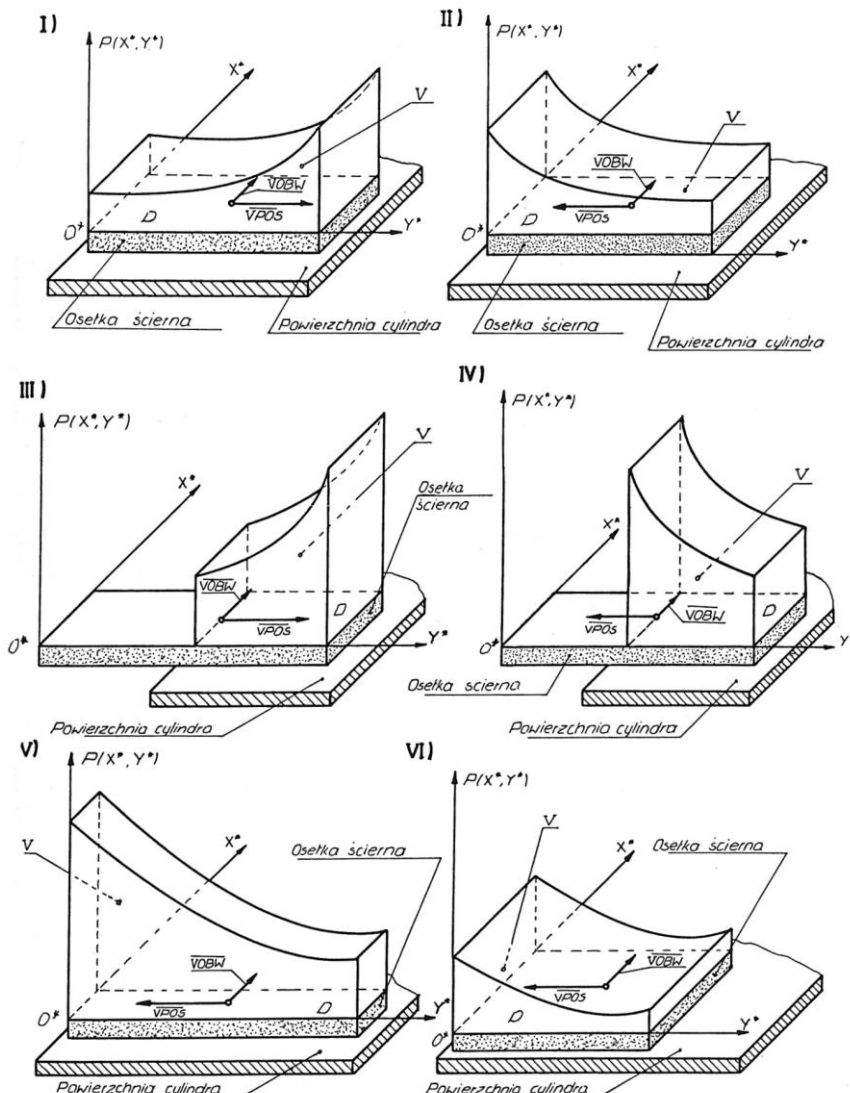 I)
P(X*,Y*)
X*
V
VOBW
VPOS
D
O*
Y*
Osełka ścierna
Powierzchnia cylindra
II)
P(X*,Y*)
X*
V
VOBW
VPOS
D
O*
Y*
Osełka ścierna
Powierzchnia cylindra
III)
P(X*,Y*)
X*
V
Osełka
ścierna
VOBW
VPOS
D
O*
Y*
Powierzchnia cylindra
IV)
P(X*,Y*)
X*
V
VOBW
VPOS
D
O*
Y
Osełka ścierna
Powierzchnia cylindra
V)
P(X*,Y*)
X*
V
Osełka ścierna
VOBW
VPOS
D
O*
Y*
Powierzchnia cylindra
VI)
P(X*,Y*)
X*
V
Osełka ścierna
VOBW
VPOS
D
O*
Y*
Powierzchnia cylindra